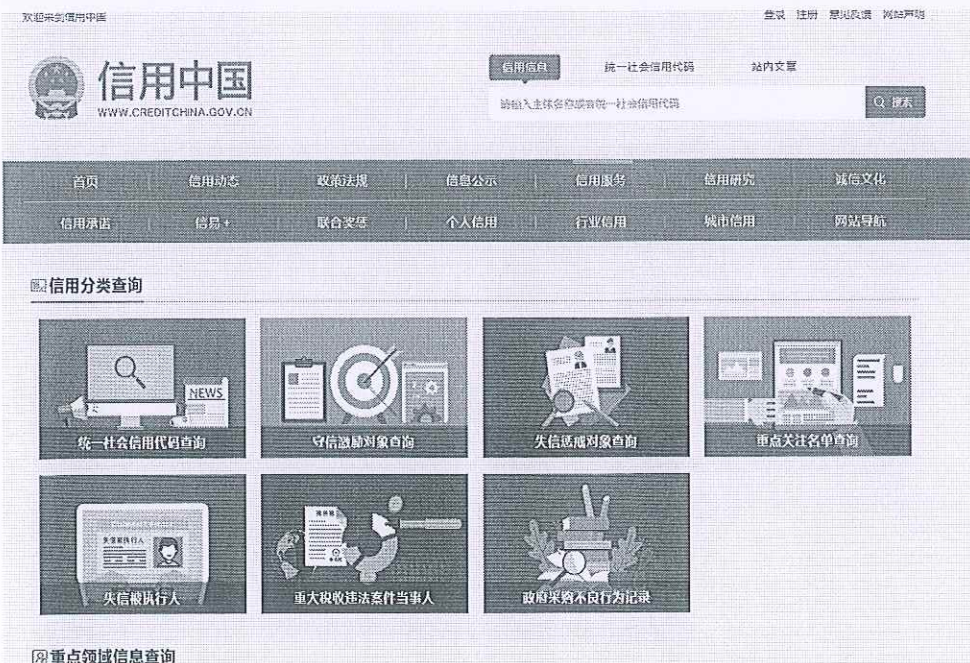 欢迎来到信用中国
登录 注册 意见反馈 网站声明
信用中国
WWW.CREDITCHINA.GOV.CN
信用信息 统一社会信用代码 站内文章
请输入主体名称或者统一社会信用代码
搜索
首页 信用动态 政策法规 信息公示 信用服务 信用研究 诚信文化
信用承诺 信易+ 联合奖惩 个人信用 行业信用 城市信用 网站导航
信用分类查询
NEWS
统一社会信用代码查询 守信激励对象查询 失信惩戒对象查询 重点关注名单查询
失信被执行人
失信被执行人 重大税收违法案件当事人 政府采购不良行为记录
重点领域信息查询